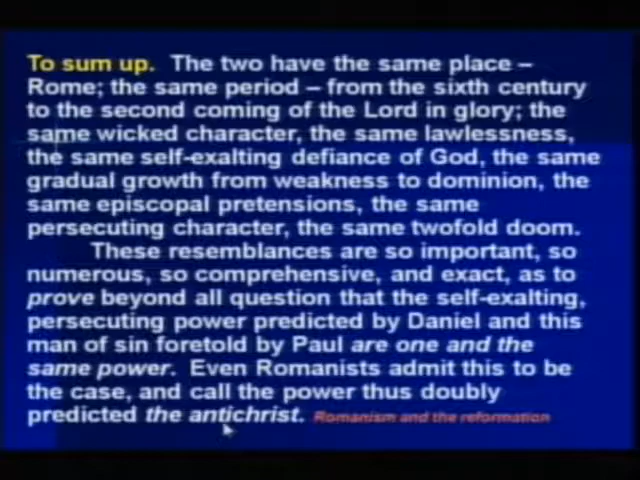 To sum up. The two have the same place –
Rome; the same period – from the sixth century
to the second coming of the Lord in glory; the
same wicked character, the same lawlessness,
the same self-exalting defiance of God, the same
gradual growth from weakness to dominion, the
same episcopal pretensions, the same
persecuting character, the same twofold doom.
These resemblances are so important, so
numerous, so comprehensive, and exact, as to
prove beyond all question that the self-exalting,
persecuting power predicted by Daniel and this
man of sin foretold by Paul are one and the
same power. Even Romanists admit this to be
the case, and call the power thus doubly
predicted the antichrist. Romanism and the reformation